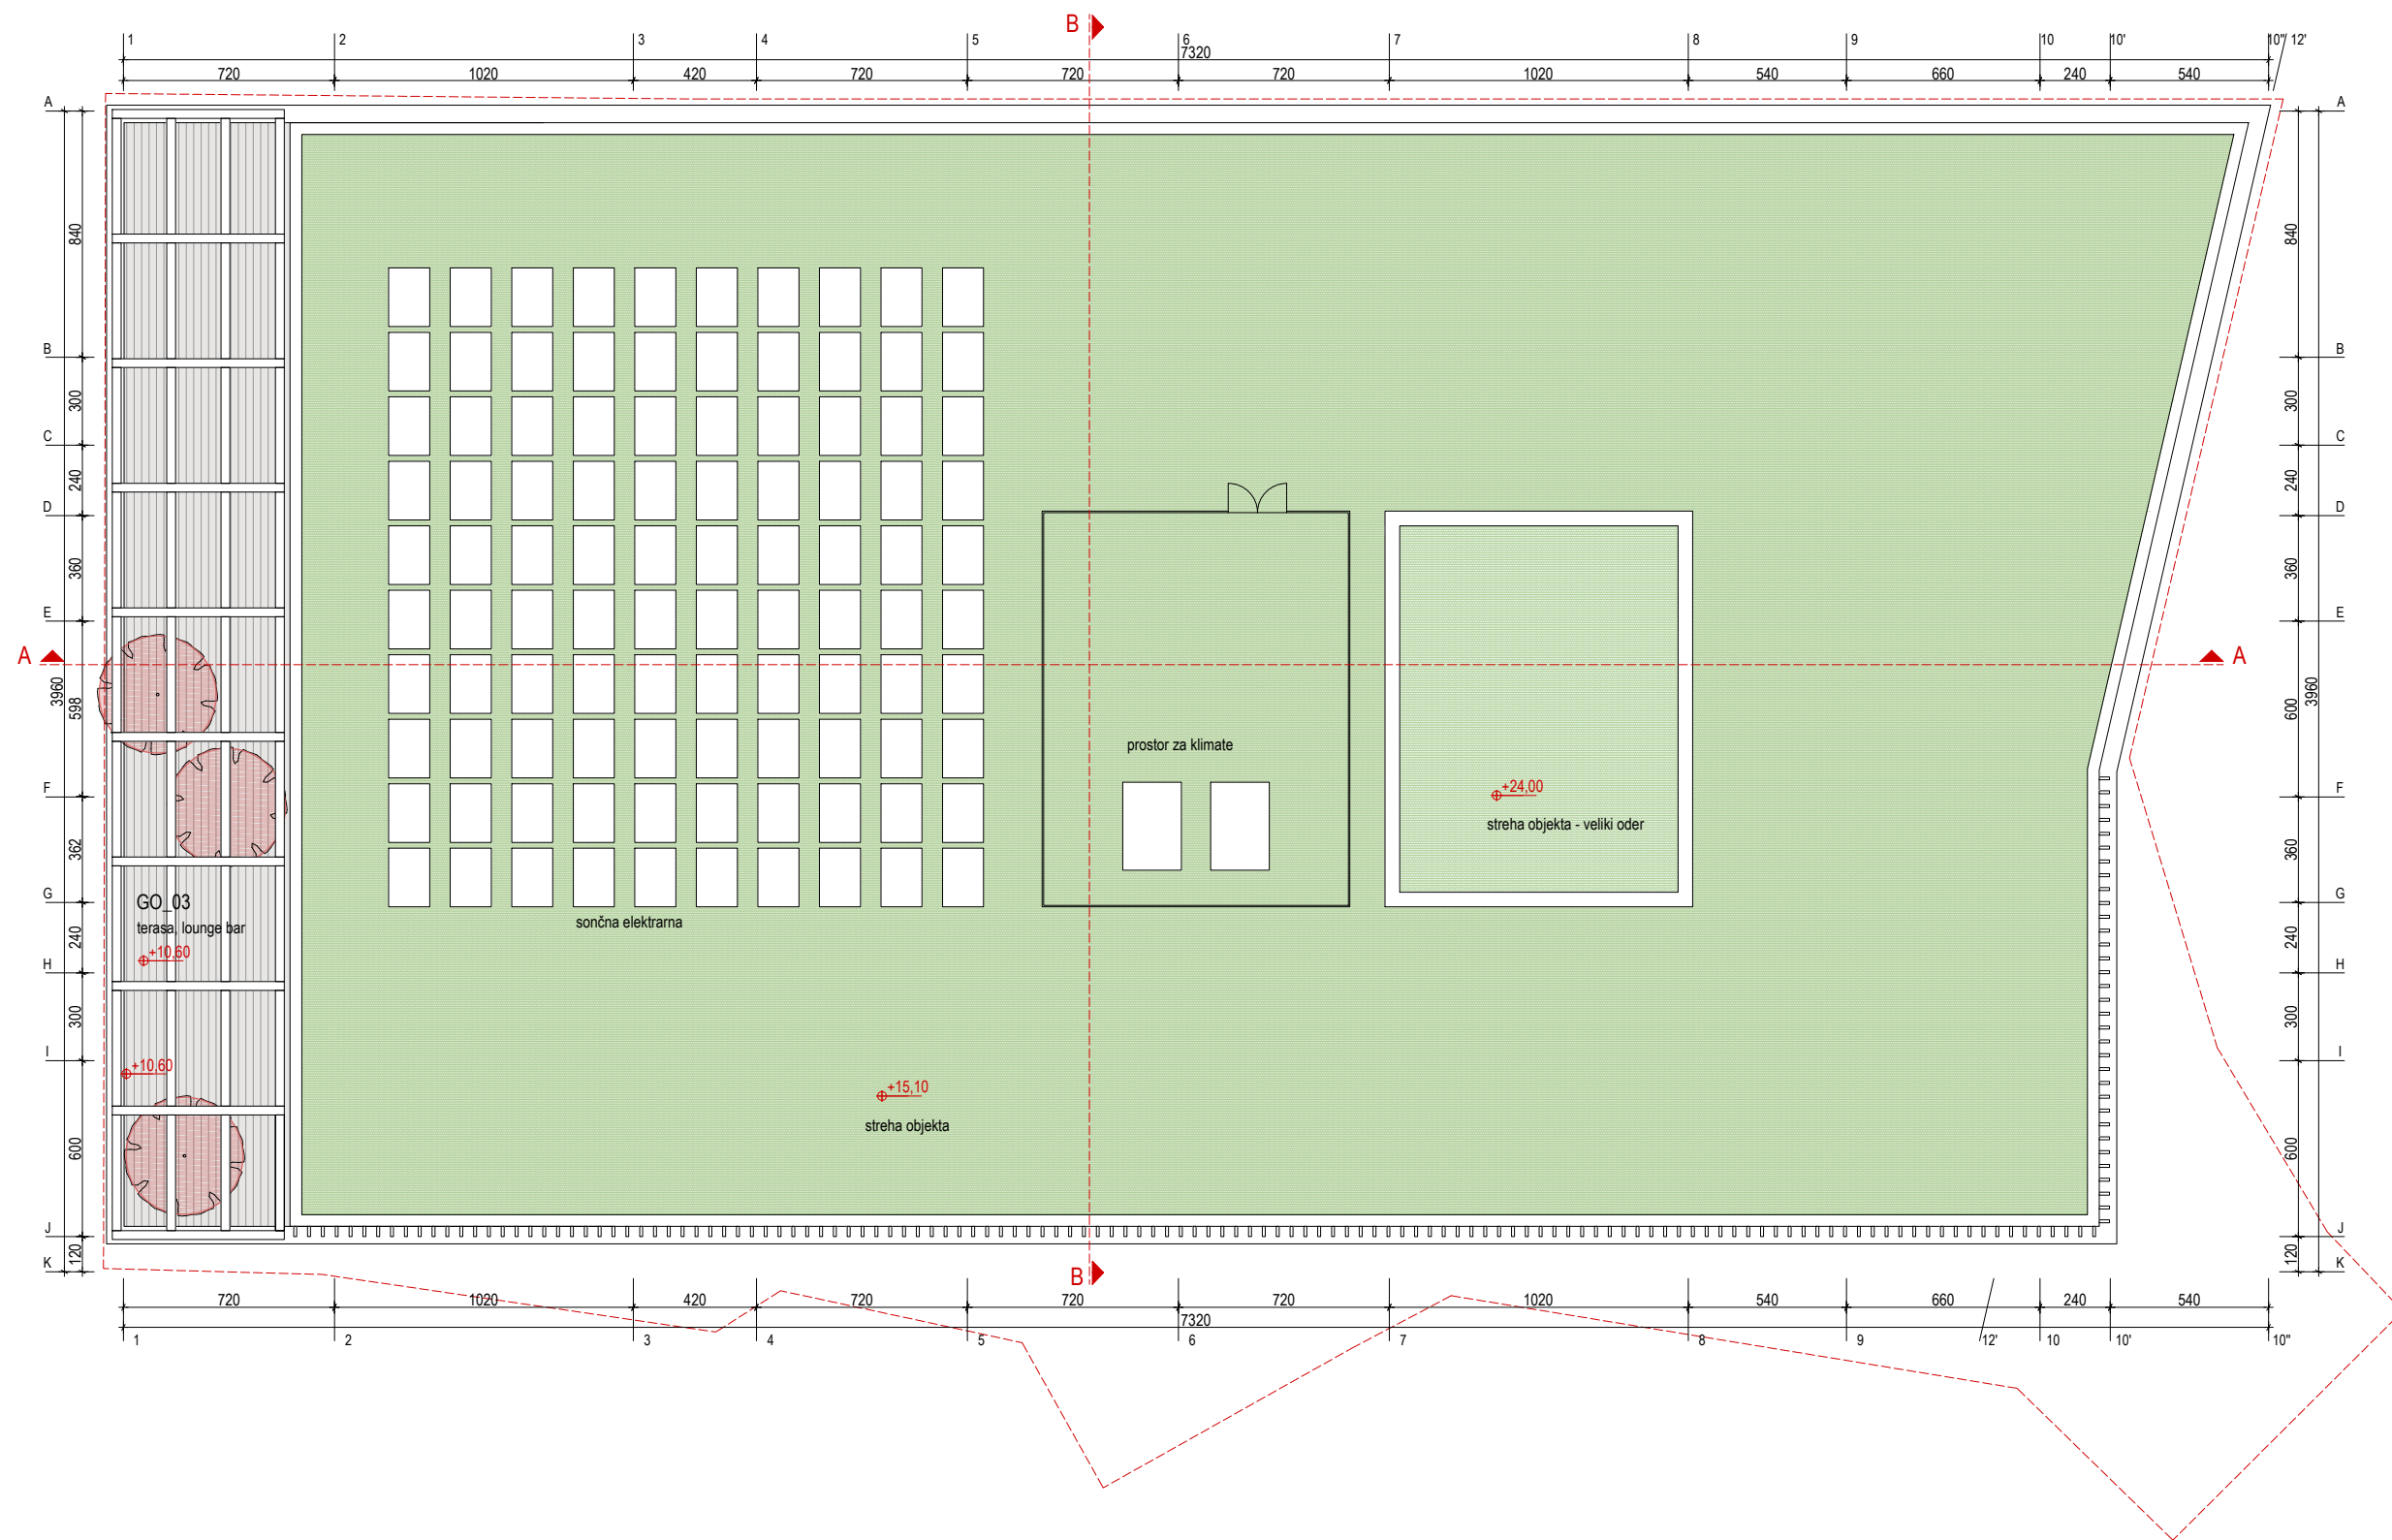 B
1 2 3 4 5 6 7 8 9 10 10' 10"/ 12'
7320
720 1020 420 720 720 720 1020 540 660 240 540
A A
840 840
B B
300 300
C C
240 240
D D
360 360
E E
A A
3960 598 600 3960
prostor za klimate
F F
+24,00
streha objekta - veliki oder
362 360
GO_03
G G
sončna elektrarna
terasa, lounge bar
240 240
+10,60
H H
300 300
I I
+10,60
+15,10
streha objekta
600 600
J J
120 120
K K
B
720 1020 420 720 720 720 1020 540 660 240 540
7320
1 2 3 4 5 6 7 8 9 12' 10 10' 10"